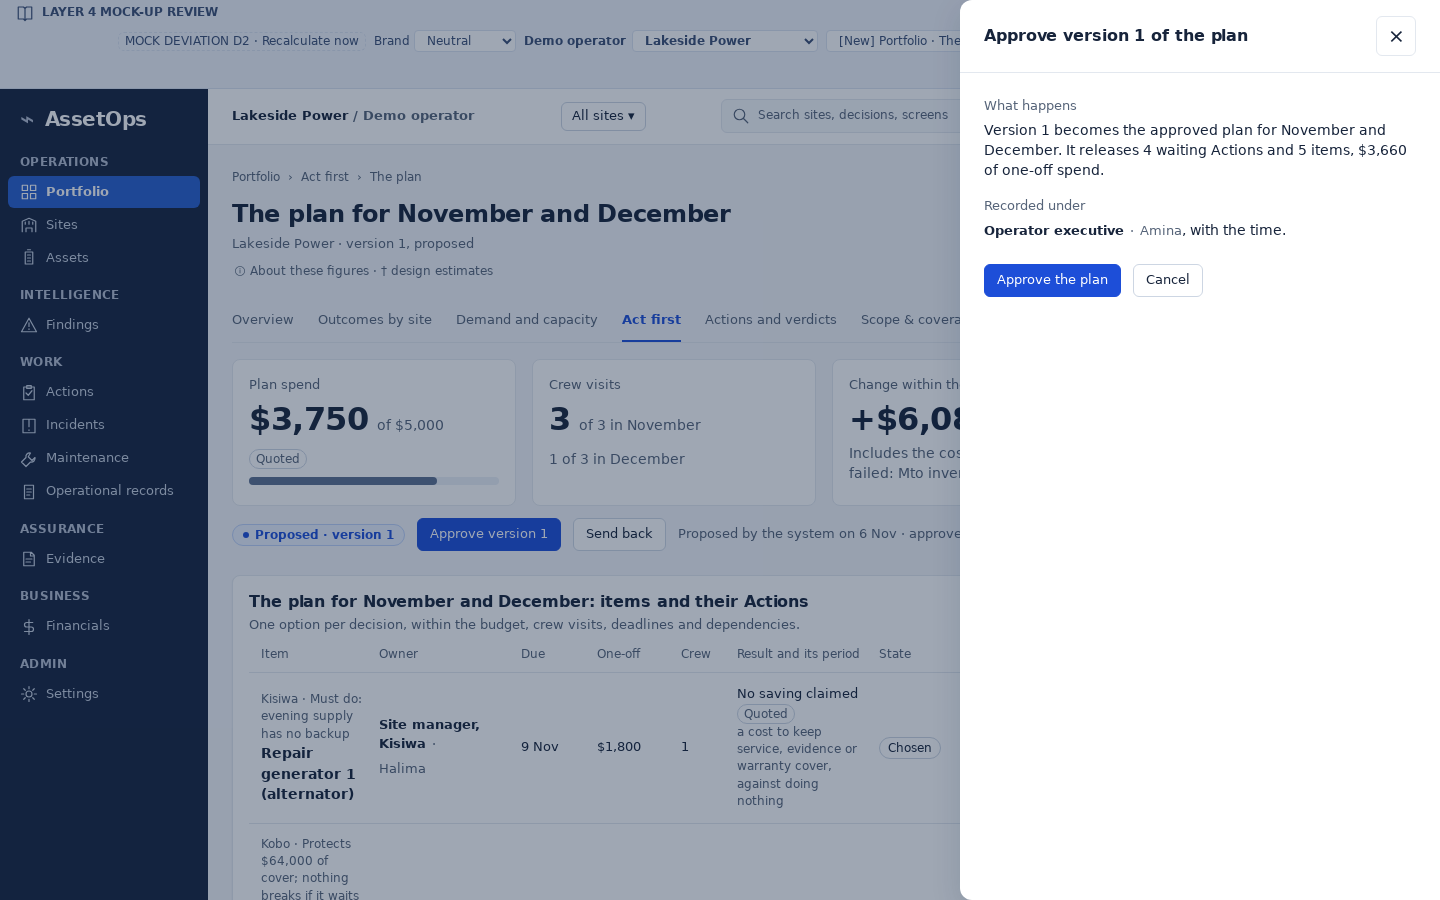 LAYER 4 MOCK-UP REVIEW
MOCK DEVIATION D2 · Recalculate now Brand Neutral Demo operator Lakeside Power [New] Portfolio · The
AssetOps
OPERATIONS
Portfolio
Sites
Assets
INTELLIGENCE
Findings
WORK
Actions
Incidents
Maintenance
Operational records
ASSURANCE
Evidence
BUSINESS
Financials
ADMIN
Settings
Lakeside Power / Demo operator All sites ▾ Search sites, decisions, screens
Portfolio › Act first › The plan
The plan for November and December
Lakeside Power · version 1, proposed
About these figures · † design estimates
Overview Outcomes by site Demand and capacity Act first Actions and verdicts Scope & covera
Plan spend
$3,750 of $5,000
Quoted
Crew visits
3 of 3 in November
1 of 3 in December
Change within th
+$6,08
Includes the cos
failed: Mto inver
Proposed · version 1 Approve version 1 Send back Proposed by the system on 6 Nov · approve
The plan for November and December: items and their Actions
One option per decision, within the budget, crew visits, deadlines and dependencies.
Item Owner Due One-off Crew Result and its period State
Kisiwa · Must do:
evening supply
has no backup
Repair
generator 1
(alternator)
Site manager,
Kisiwa ·
Halima
9 Nov
$1,800
1
No saving claimed
Quoted
a cost to keep
service, evidence or
warranty cover,
against doing
nothing
Chosen
Kobo · Protects
$64,000 of
cover; nothing
breaks if it waits
Approve version 1 of the plan
What happens
Version 1 becomes the approved plan for November and
December. It releases 4 waiting Actions and 5 items, $3,660
of one-off spend.
Recorded under
Operator executive · Amina, with the time.
Approve the plan Cancel